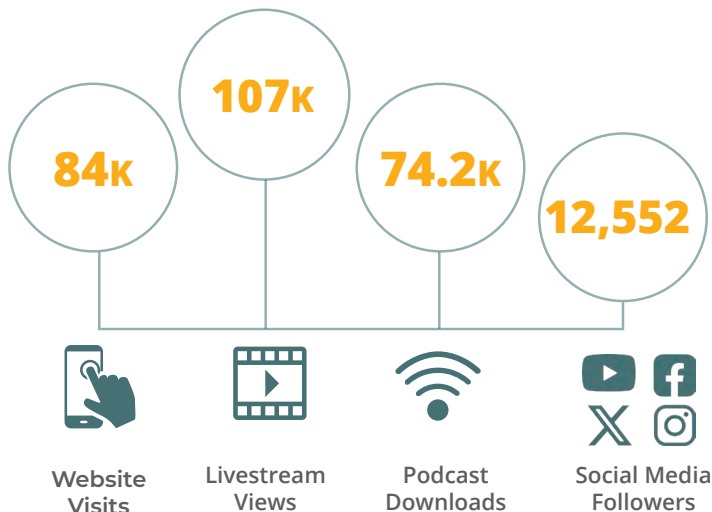 107K
84K
74.2K
12,552
Website
Visits
Livestream
Views
Podcast
Downloads
Social Media
Followers